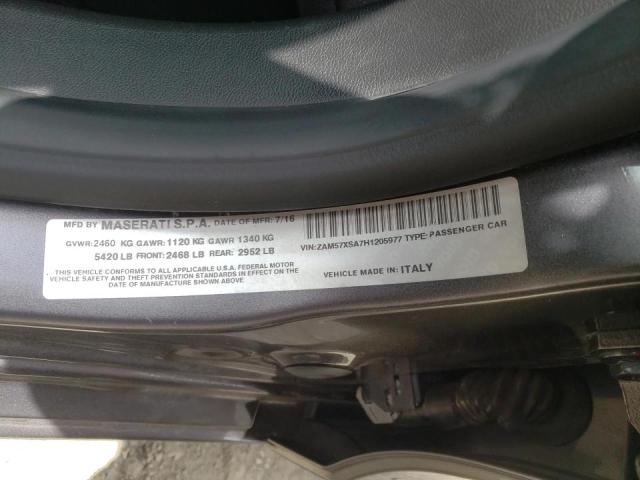 MFD BY MASERATI S.P.A. DATE OF MFR: 7/16
GVWR: 2460 KG GAWR: 1120 KG GAWR 1340 KG
5420 LB FRONT: 2468 LB REAR: 2952 LB
THIS VEHICLE CONFORMS TO ALL APPLICABLE U.S.A. FEDERAL MOTOR
VEHICLE SAFETY AND THEFT PREVENTION STANDARDS IN EFFECT ON THE
DATE OF MANUFACTURE SHOWN ABOVE
VIN: ZAM57XSA7H1205977 TYPE: PASSENGER CAR
VEHICLE MADE IN: ITALY